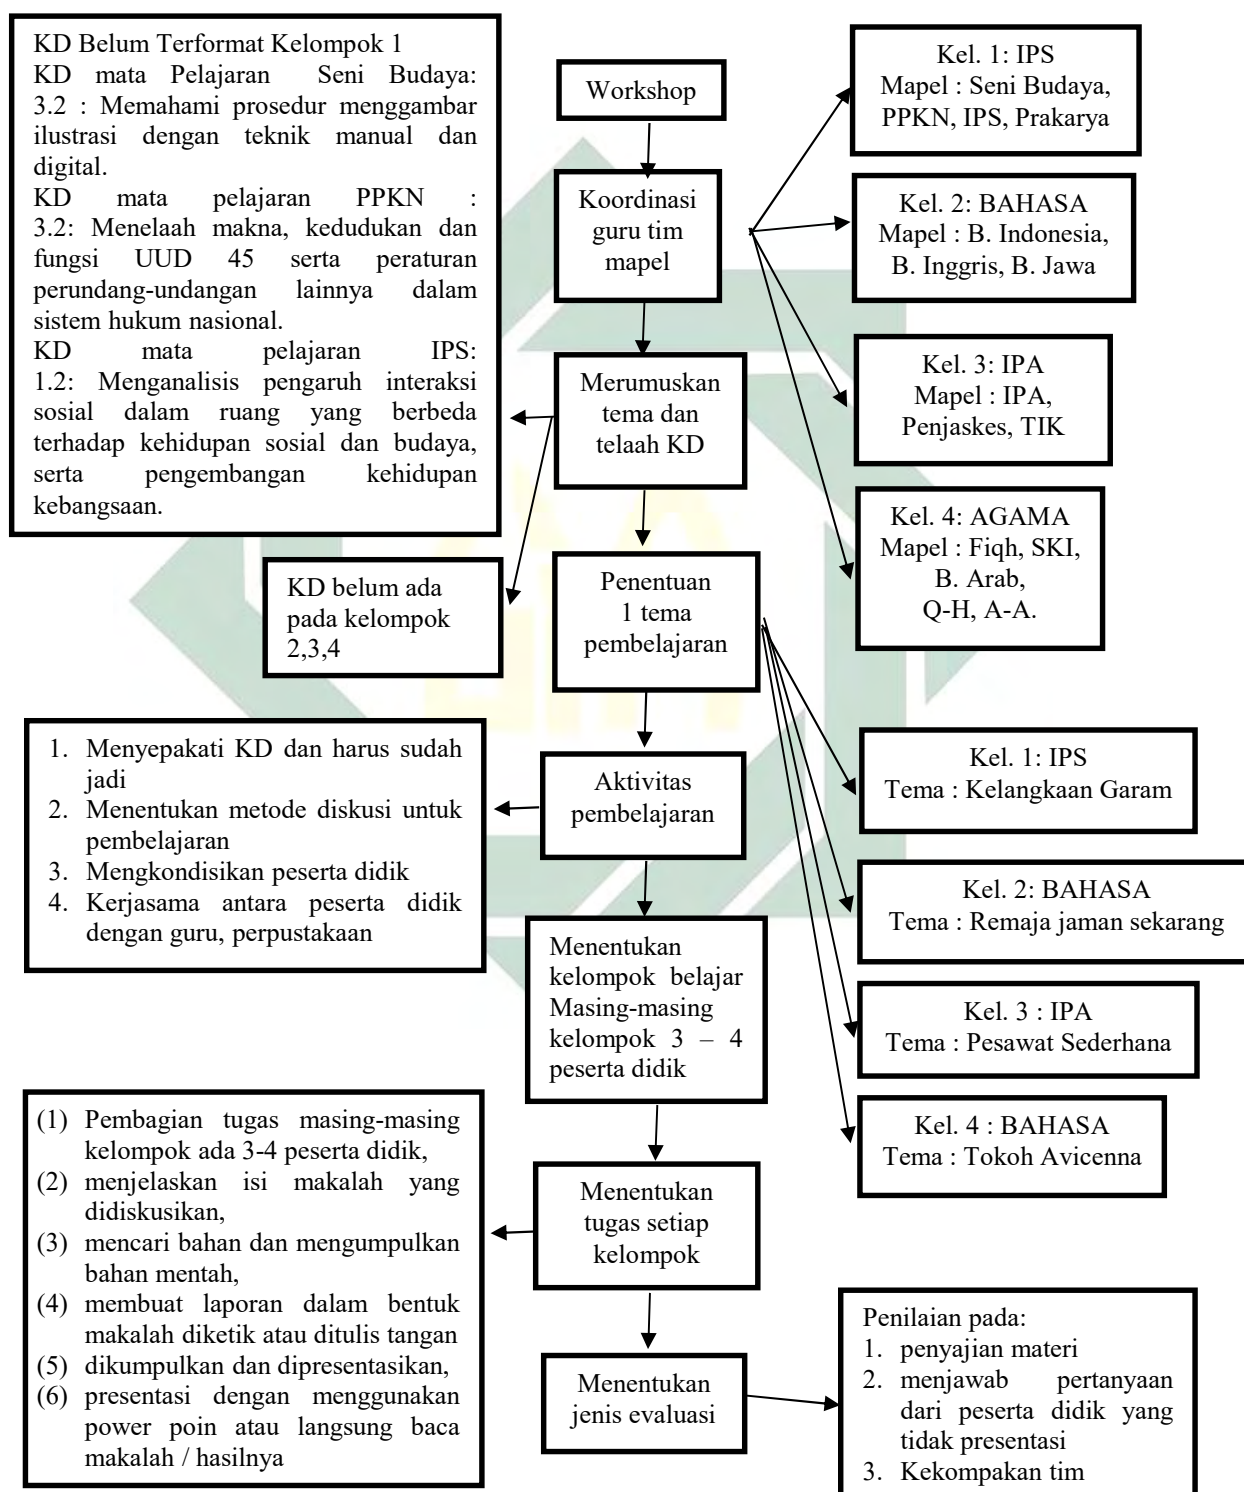 KD Belum Terformat Kelompok 1
KD mata Pelajaran Seni Budaya:
3.2 : Memahami prosedur menggambar
ilustrasi dengan teknik manual dan
digital.
KD mata pelajaran PPKN :
3.2: Menelaah makna, kedudukan dan
fungsi UUD 45 serta peraturan
perundang-undangan lainnya dalam
sistem hukum nasional.
KD mata pelajaran IPS:
1.2: Menganalisis pengaruh interaksi
sosial dalam ruang yang berbeda
terhadap kehidupan sosial dan budaya,
serta pengembangan kehidupan
kebangsaan.
Workshop
Koordinasi
guru tim
mapel
Kel. 1: IPS
Mapel : Seni Budaya,
PPKN, IPS, Prakarya
Kel. 2: BAHASA
Mapel : B. Indonesia,
B. Inggris, B. Jawa
Kel. 3: IPA
Mapel : IPA,
Penjaskes, TIK
Kel. 4: AGAMA
Mapel : Fiqh, SKI,
B. Arab,
Q-H, A-A.
Merumuskan
tema dan
telaah KD
KD belum ada
pada kelompok
2,3,4
Penentuan
1 tema
pembelajaran
Kel. 1: IPS
Tema : Kelangkaan Garam
Kel. 2: BAHASA
Tema : Remaja jaman sekarang
Kel. 3 : IPA
Tema : Pesawat Sederhana
Kel. 4 : BAHASA
Tema : Tokoh Avicenna
Aktivitas
pembelajaran
1. Menyepakati KD dan harus sudah
jadi
2. Menentukan metode diskusi untuk
pembelajaran
3. Mengkondisikan peserta didik
4. Kerjasama antara peserta didik
dengan guru, perpustakaan
Menentukan
kelompok belajar
Masing-masing
kelompok 3 – 4
peserta didik
Menentukan
tugas setiap
kelompok
(1) Pembagian tugas masing-masing
kelompok ada 3-4 peserta didik,
(2) menjelaskan isi makalah yang
didiskusikan,
(3) mencari bahan dan mengumpulkan
bahan mentah,
(4) membuat laporan dalam bentuk
makalah diketik atau ditulis tangan
(5) dikumpulkan dan dipresentasikan,
(6) presentasi dengan menggunakan
power poin atau langsung baca
makalah / hasilnya
Menentukan
jenis evaluasi
Penilaian pada:
1. penyajian materi
2. menjawab pertanyaan
dari peserta didik yang
tidak presentasi
3. Kekompakan tim